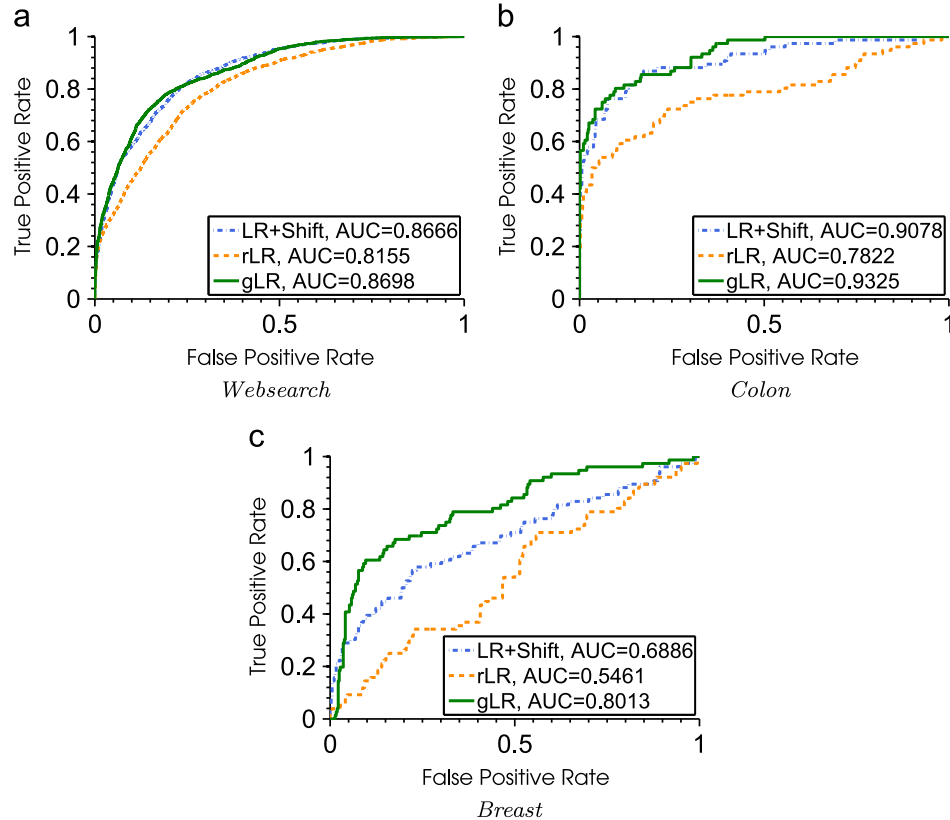 a
1
0.8
0.6
0.4
0.2
0
True Positive Rate
LR+Shift, AUC=0.8666
rLR, AUC=0.8155
gLR, AUC=0.8698
0
0.5
1
False Positive Rate
Websearch
b
1
0.8
0.6
0.4
0.2
0
True Positive Rate
LR+Shift, AUC=0.9078
rLR, AUC=0.7822
gLR, AUC=0.9325
0
0.5
1
False Positive Rate
Colon
c
1
0.8
0.6
0.4
0.2
0
True Positive Rate
LR+Shift, AUC=0.6886
rLR, AUC=0.5461
gLR, AUC=0.8013
0
0.5
1
False Positive Rate
Breast